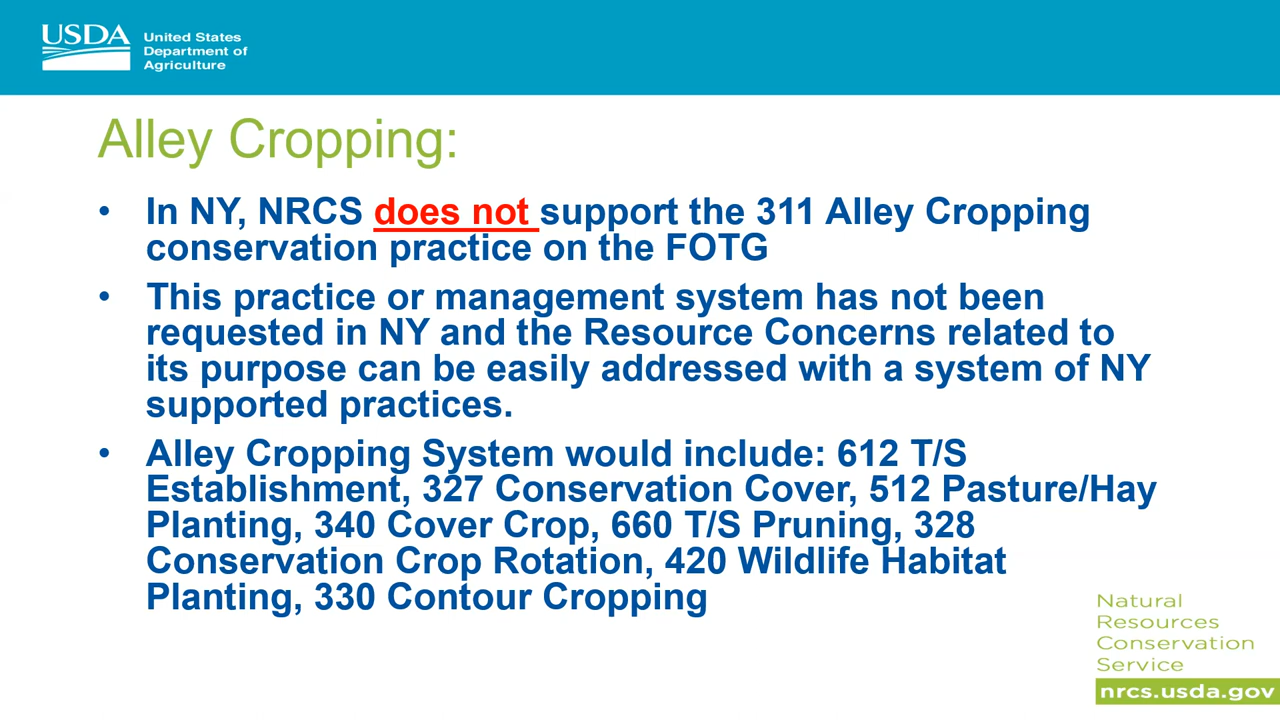 USDA
United States
Department of
Agriculture
Alley Cropping:
• In NY, NRCS does not support the 311 Alley Cropping
conservation practice on the FOTG
• This practice or management system has not been
requested in NY and the Resource Concerns related to
its purpose can be easily addressed with a system of NY
supported practices.
• Alley Cropping System would include: 612 T/S
Establishment, 327 Conservation Cover, 512 Pasture/Hay
Planting, 340 Cover Crop, 660 T/S Pruning, 328
Conservation Crop Rotation, 420 Wildlife Habitat
Planting, 330 Contour Cropping
Natural
Resources
Conservation
Service
nrcs.usda.gov